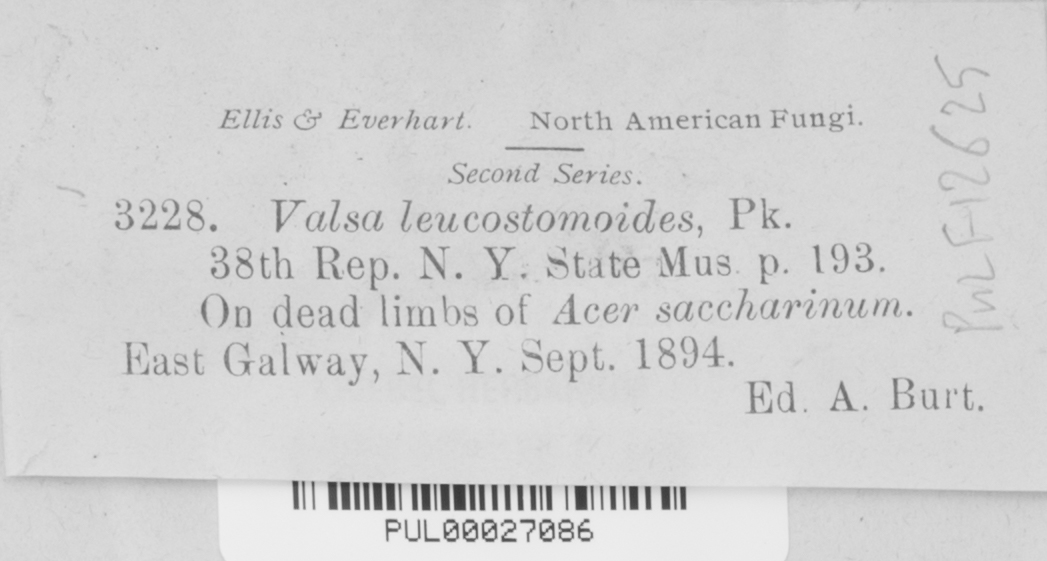 Ellis & Everhart. North American Fungi.
Second Series.
3228. Valsa leucostomoides, Pk.
38th Rep. N. Y. State Mus. p. 193.
On dead limbs of Acer saccharinum.
East Galway, N. Y. Sept. 1894.
Ed. A. Burt.
PUL F12625
PUL00027086